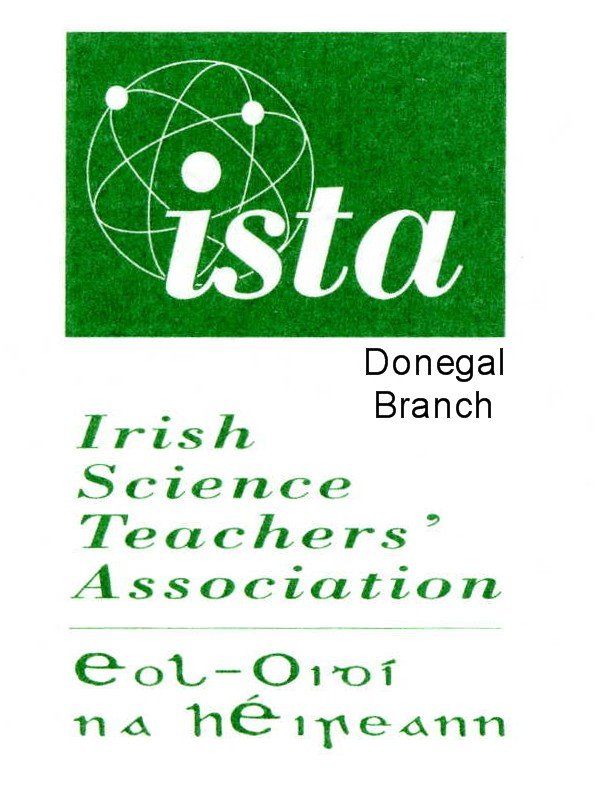 ista
Donegal
Branch
Irish
Science
Teachers'
Association
Eol-Oidí
na hÉireann